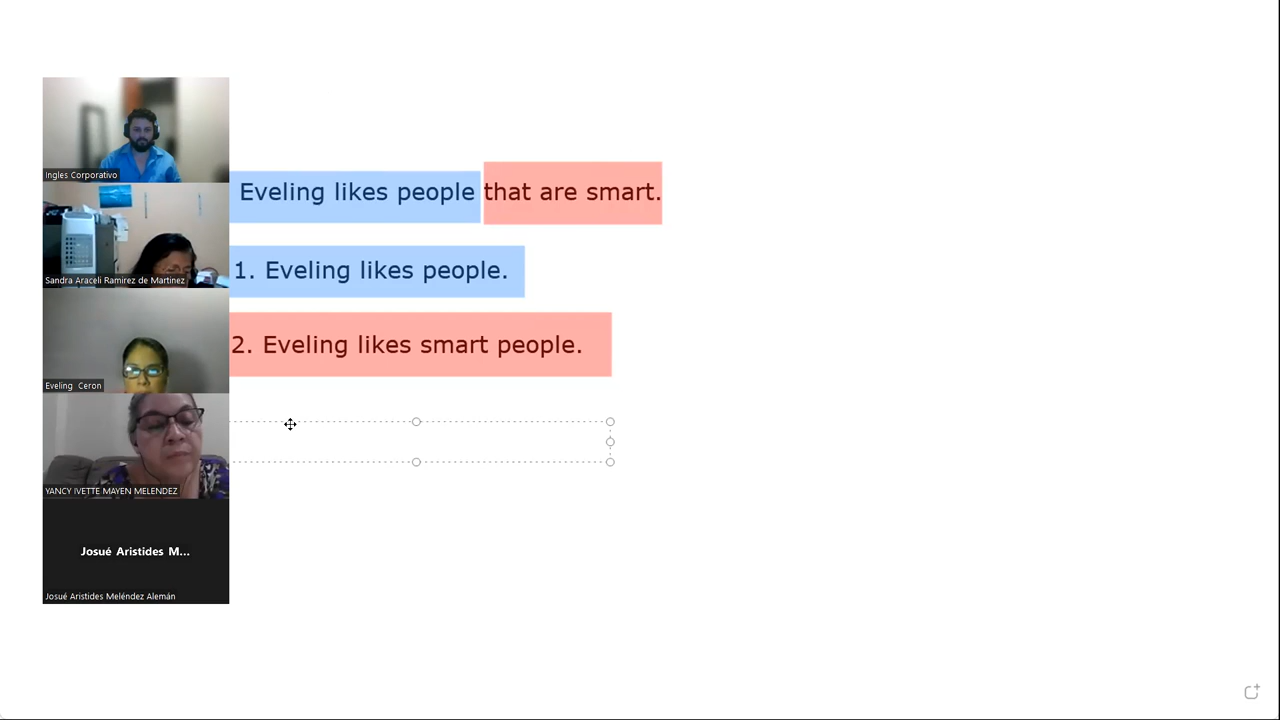 Ingles Corporativo
Eveling likes people that are smart.
Sandra Araceli Ramirez de Martinez
1. Eveling likes people.
2. Eveling likes smart people.
Eveling Ceron
YANCY IVETTE MAYEN MELENDEZ
Josué Aristides M...
Josué Aristides Meléndez Alemán